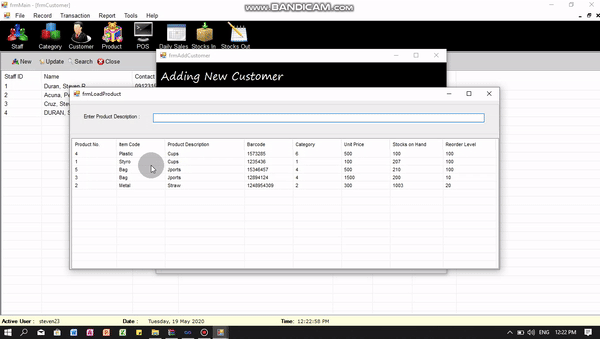 frmMain - [frmCustomer]
www.BANDICAM.com
File Record Transaction Report Tools Help
Staff Category Customer Product POS Daily Sales Stocks In Stocks Out
New Update Search Close
frmAddCustomer
Adding New Customer
Staff ID Name Contact
1 Duran, Steven R 0917315
2 Acuna, P
3 Cruz, Ste
4 DURAN, S
frmLoadProduct
Enter Product Description :
Product No. Item Code Product Description Barcode Category Unit Price Stocks on Hand Reorder Level
4 Plastic Cups 1573285 6 500 100 100
1 Styro Cups 1235436 1 100 207 100
5 Bag Jports 15346457 4 500 210 100
3 Bag Jports 12894124 4 1500 200 10
2 Metal Straw 1248954389 2 300 1003 20
Active User : steven23 Date : Tuesday, 19 May 2020 Time: 12:22:58 PM
ENG 12:22 PM